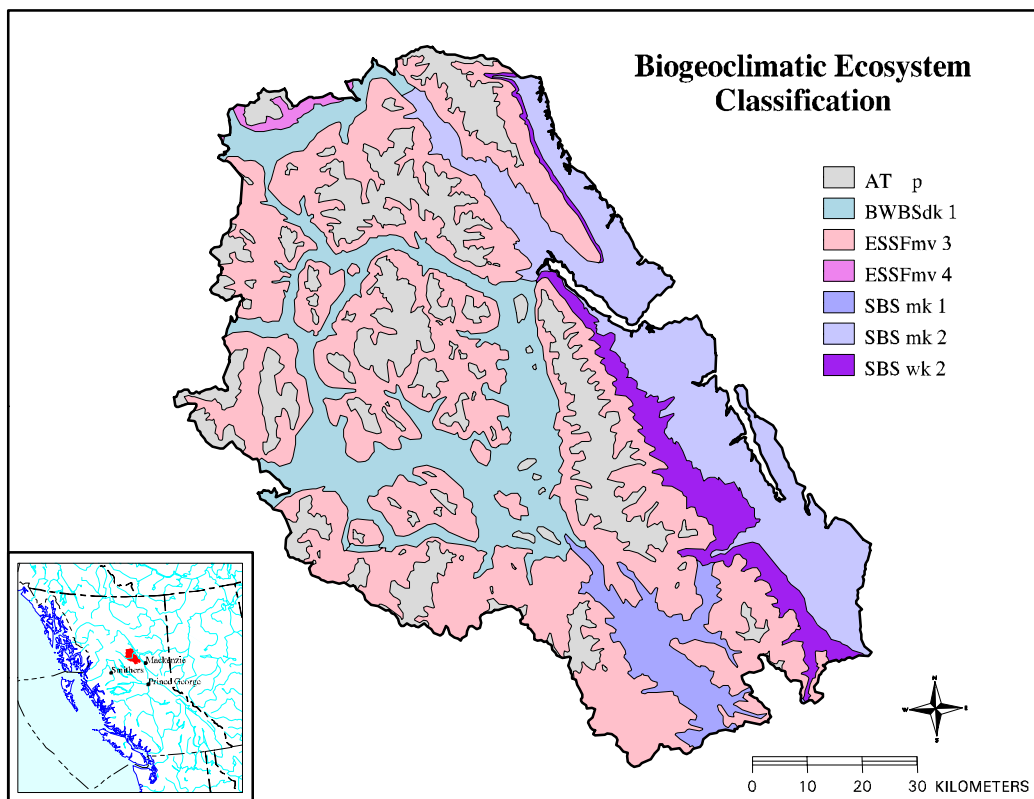 Biogeoclimatic Ecosystem
Classification
AT p
BWBSdk 1
ESSFmv 3
ESSFmv 4
SBS mk 1
SBS mk 2
SBS wk 2
Mackenzie
Smithers
Prined George
N
W E
S
0 10 20 30 KILOMETERS